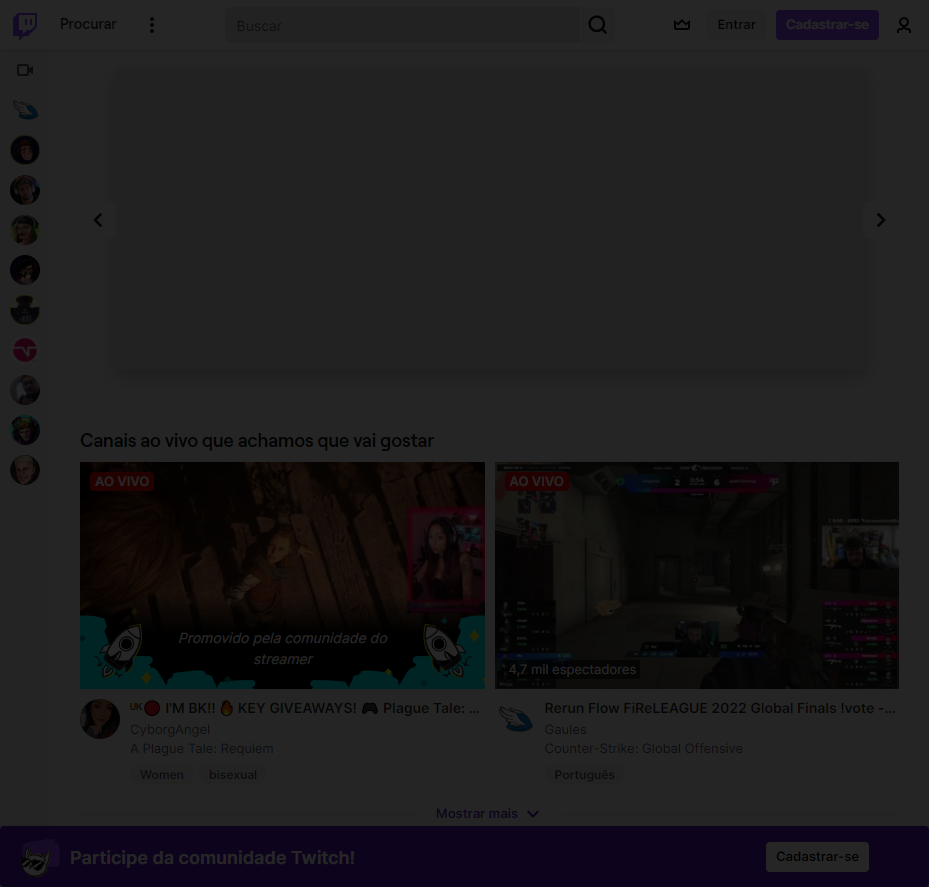 Procurar
Buscar
Entrar
Cadastrar-se
Canais ao vivo que achamos que vai gostar
AO VIVO
Promovido pela comunidade do
streamer
AO VIVO
2
6
4,7 mil espectadores
UK🔴 I'M BK!! 🔥 KEY GIVEAWAYS! 🎮 Plague Tale: ...
CyborgAngel
A Plague Tale: Requiem
Women
bisexual
Rerun Flow FiReLEAGUE 2022 Global Finals !vote -...
Gaules
Counter-Strike: Global Offensive
Português
Mostrar mais
Participe da comunidade Twitch!
Cadastrar-se